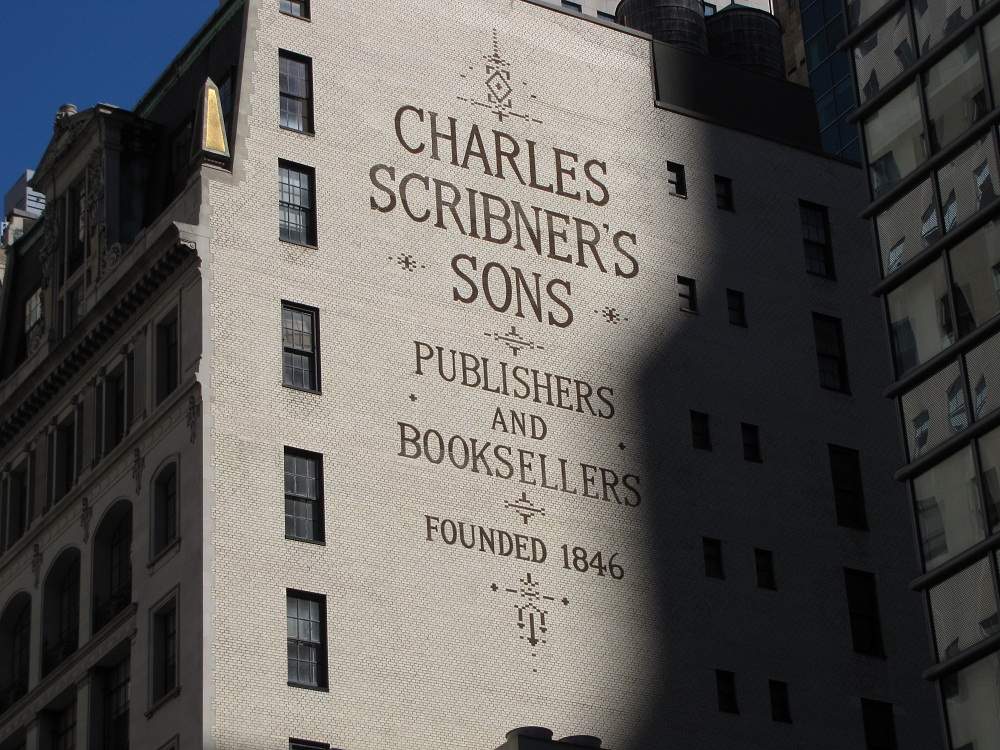 CHARLES
SCRIBNER'S
SONS
PUBLISHERS
AND
BOOKSELLERS
FOUNDED 1846